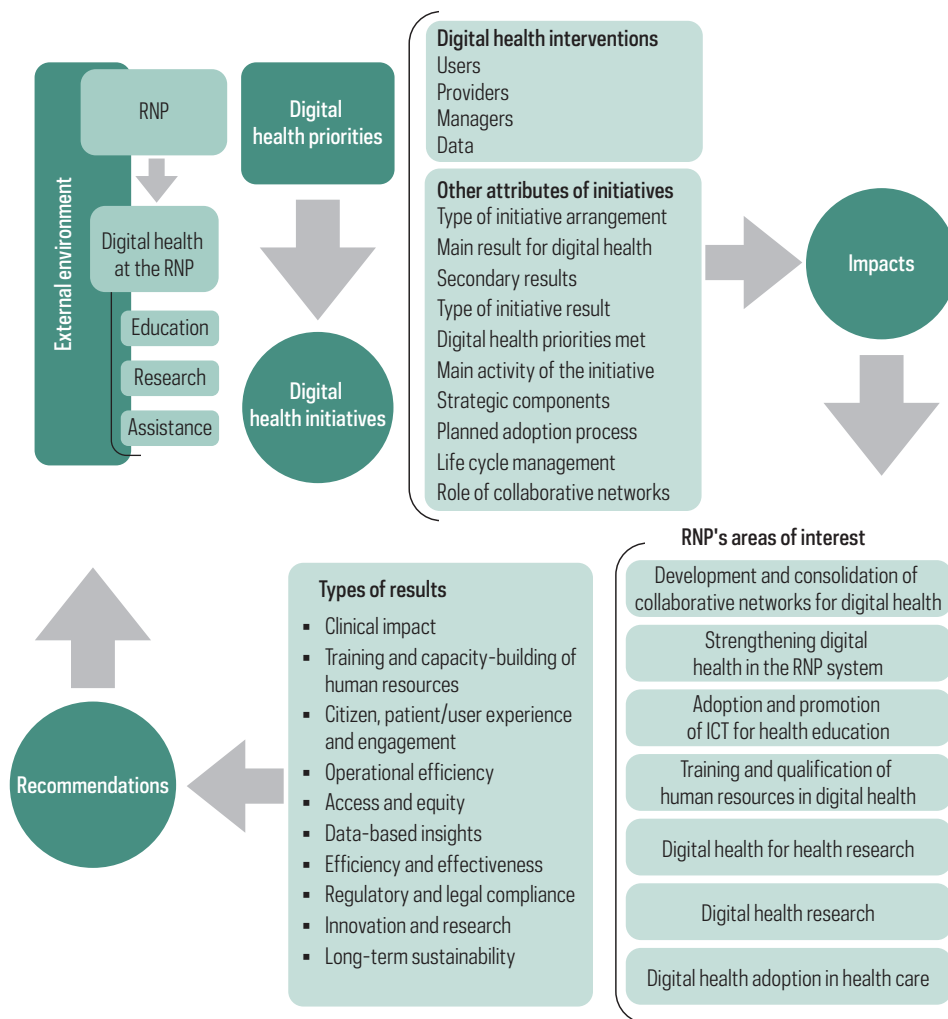 External environment
RNP
Digital health
at the RNP
Education
Research
Assistance
Digital
health priorities
Digital
health initiatives
Digital health interventions
Users
Providers
Managers
Data
Other attributes of initiatives
Type of initiative arrangement
Main result for digital health
Secondary results
Type of initiative result
Digital health priorities met
Main activity of the initiative
Strategic components
Planned adoption process
Life cycle management
Role of collaborative networks
Impacts
RNP's areas of interest
Development and consolidation of
collaborative networks for digital health
Strengthening digital
health in the RNP system
Adoption and promotion
of ICT for health education
Training and qualification of
human resources in digital health
Digital health for health research
Digital health research
Digital health adoption in health care
Types of results
▪ Clinical impact
▪ Training and capacity-building of
human resources
▪ Citizen, patient/user experience
and engagement
▪ Operational efficiency
▪ Access and equity
▪ Data-based insights
▪ Efficiency and effectiveness
▪ Regulatory and legal compliance
▪ Innovation and research
▪ Long-term sustainability
Recommendations